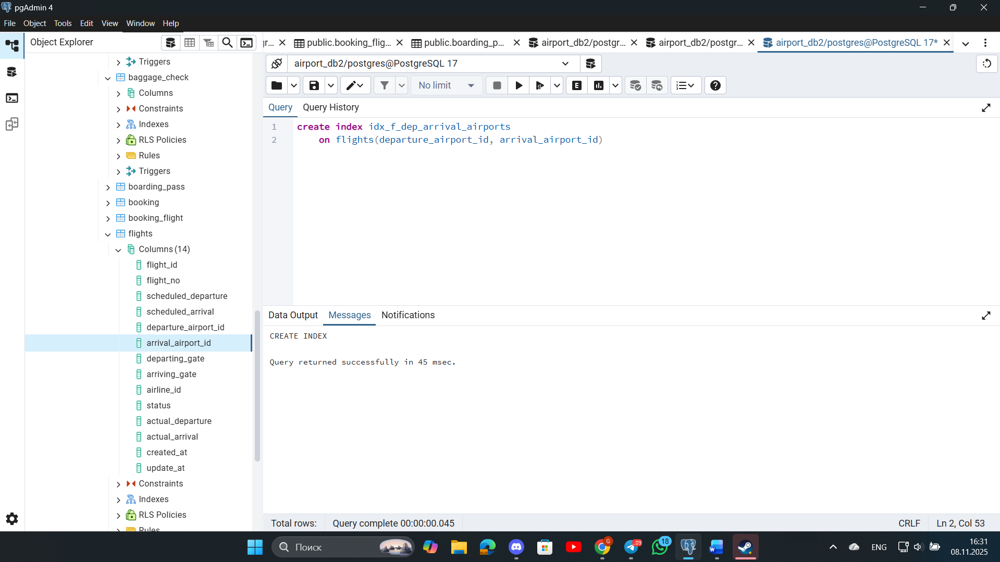 pgAdmin 4
File Object Tools Edit View Window Help
Object Explorer
gr... public.booking_flig... public.boarding_p... airport_db2/postgr... airport_db2/postgr... airport_db2/postgres@PostgreSQL 17*
airport_db2/postgres@PostgreSQL 17
No limit
E
Query Query History
1 create index idx_f_dep_arrival_airports
2 on flights(departure_airport_id, arrival_airport_id)
Triggers
baggage_check
Columns
Constraints
Indexes
RLS Policies
Rules
Triggers
boarding_pass
booking
booking_flight
flights
Columns (14)
flight_id
flight_no
scheduled_departure
scheduled_arrival
departure_airport_id
arrival_airport_id
departing_gate
arriving_gate
airline_id
status
actual_departure
actual_arrival
created_at
update_at
Constraints
Indexes
RLS Policies
Rules
Data Output Messages Notifications
CREATE INDEX
Query returned successfully in 45 msec.
Total rows: Query complete 00:00:00.045
CRLF Ln 2, Col 53
Поиск
G
.09
18
W
ENG
16:31
08.11.2025